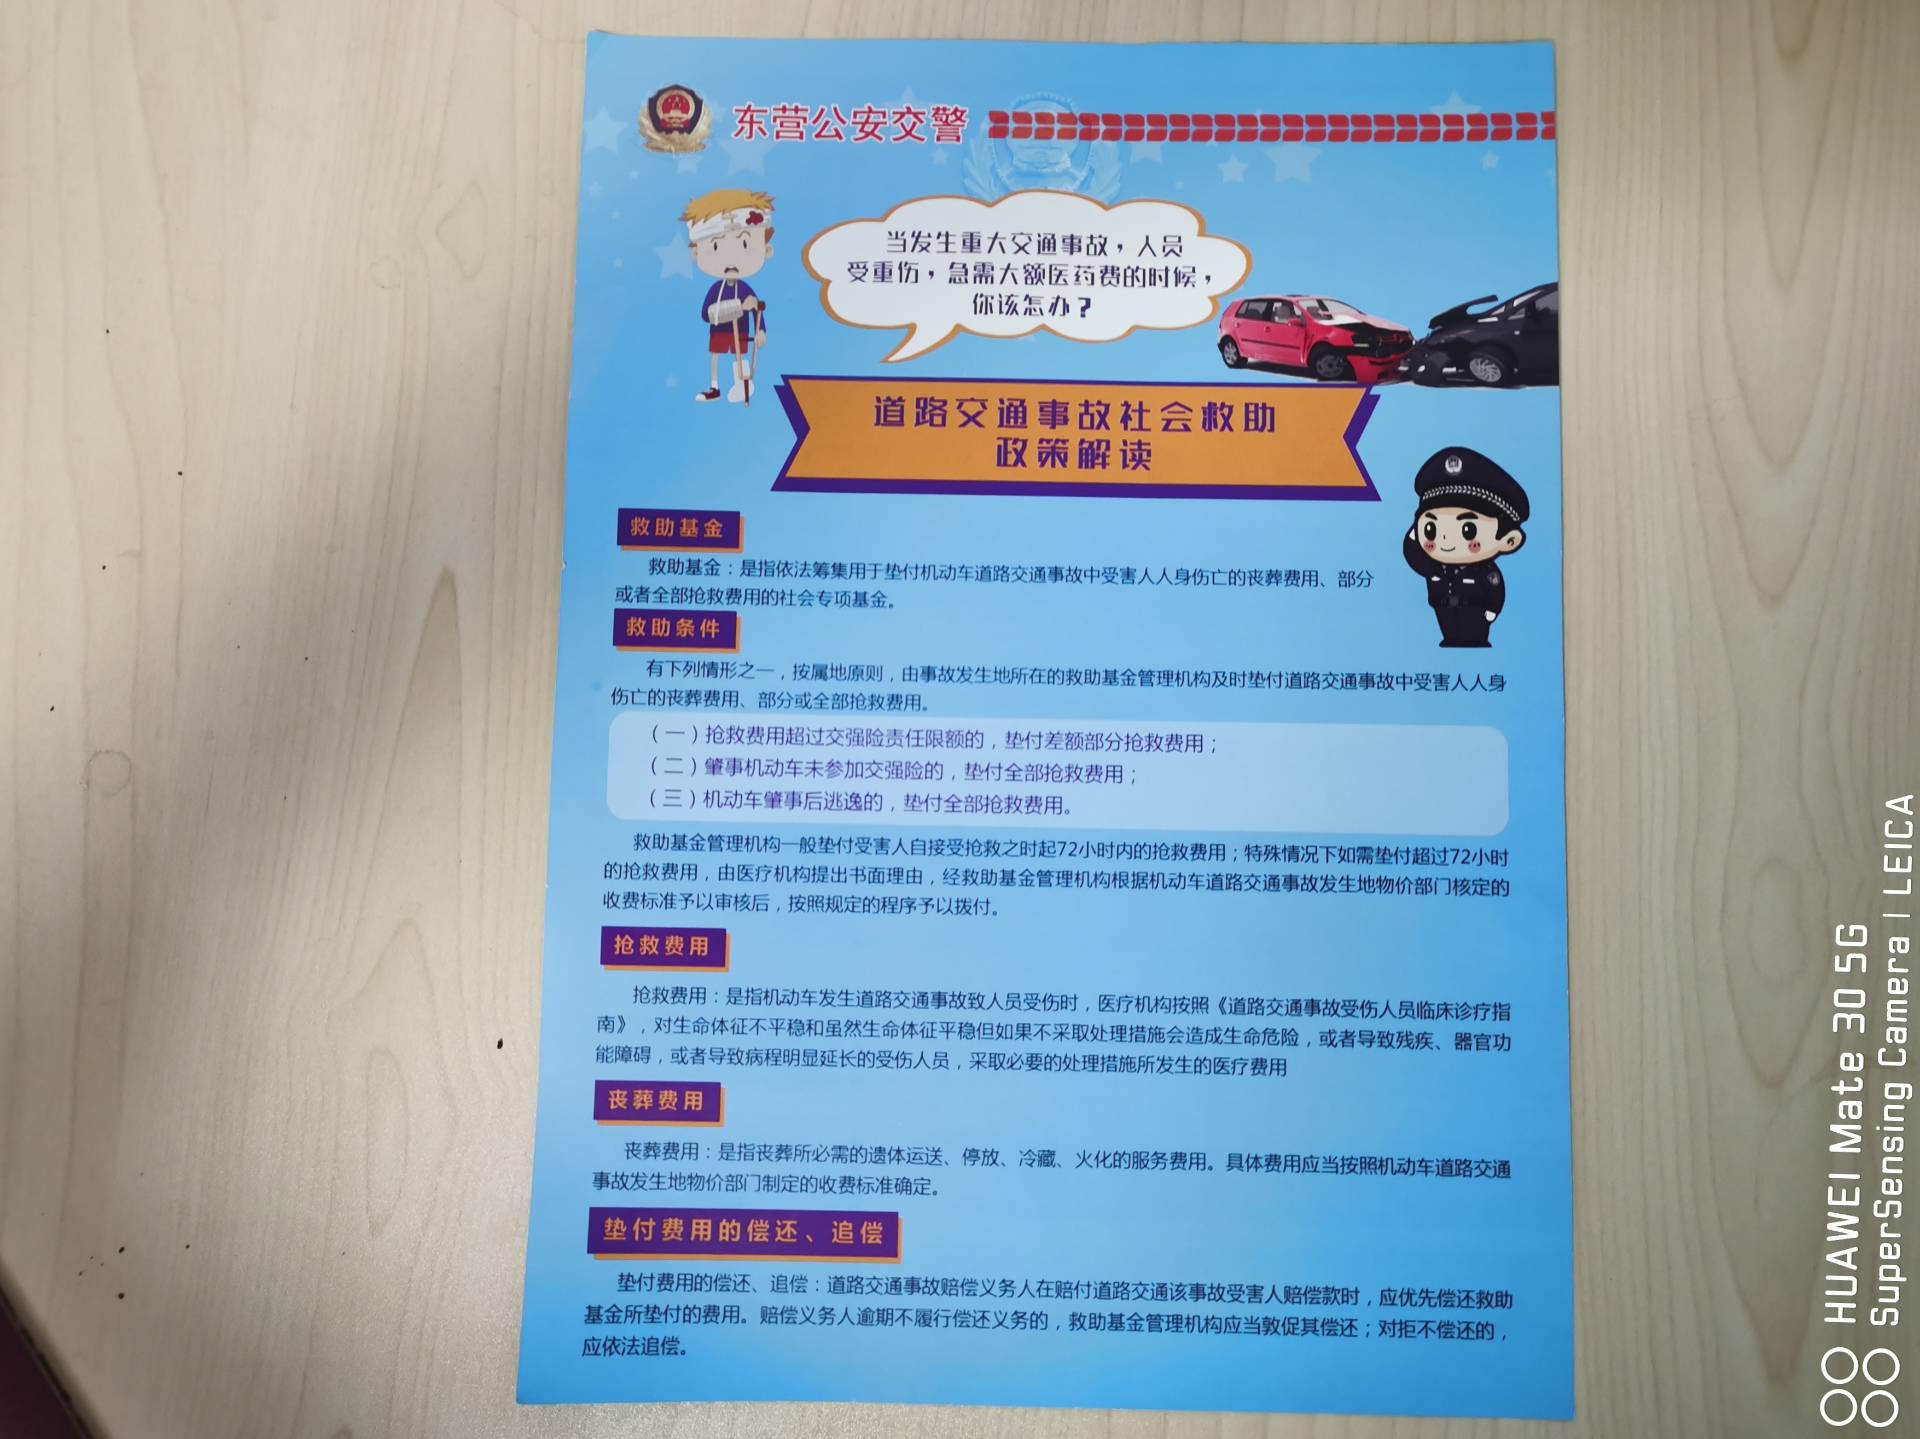 东营公安交警
当发生重大交通事故，人员
受重伤，急需大额医药费的时候，
你该怎办？
道路交通事故社会救助
政策解读
救助基金
救助基金：是指依法筹集用于垫付机动车道路交通事故中受害人人身伤亡的丧葬费用、部分
或者全部抢救费用的社会专项基金。
救助条件
有下列情形之一，按属地原则，由事故发生地所在的救助基金管理机构及时垫付道路交通事故中受害人人身
伤亡的丧葬费用、部分或全部抢救费用。
（一）抢救费用超过交强险责任限额的，垫付差额部分抢救费用；
（二）肇事机动车未参加交强险的，垫付全部抢救费用；
（三）机动车肇事后逃逸的，垫付全部抢救费用。
救助基金管理机构一般垫付受害人自接受抢救之时起72小时内的抢救费用；特殊情况下如需垫付超过72小时
的抢救费用，由医疗机构提出书面理由，经救助基金管理机构根据机动车道路交通事故发生地物价部门核定的
收费标准予以审核后，按照规定的程序予以拨付。
抢救费用
抢救费用：是指机动车发生道路交通事故致人员受伤时，医疗机构按照《道路交通事故受伤人员临床诊疗指
南》，对生命体征不平稳和虽然生命体征平稳但如果不采取处理措施会造成生命危险，或者导致残疾、器官功
能障碍，或者导致病程明显延长的受伤人员，采取必要的处理措施所发生的医疗费用
丧葬费用
丧葬费用：是指丧葬所必需的遗体运送、停放、冷藏、火化的服务费用。具体费用应当按照机动车道路交通
事故发生地物价部门制定的收费标准确定。
垫付费用的偿还、追偿
垫付费用的偿还、追偿：道路交通事故赔偿义务人在赔付道路交通该事故受害人赔偿款时，应优先偿还救助
基金所垫付的费用。赔偿义务人逾期不履行偿还义务的，救助基金管理机构应当敦促其偿还；对拒不偿还的，
应依法追偿。
HUAWEI Mate 30 5G
SuperSensing Camera | LEICA